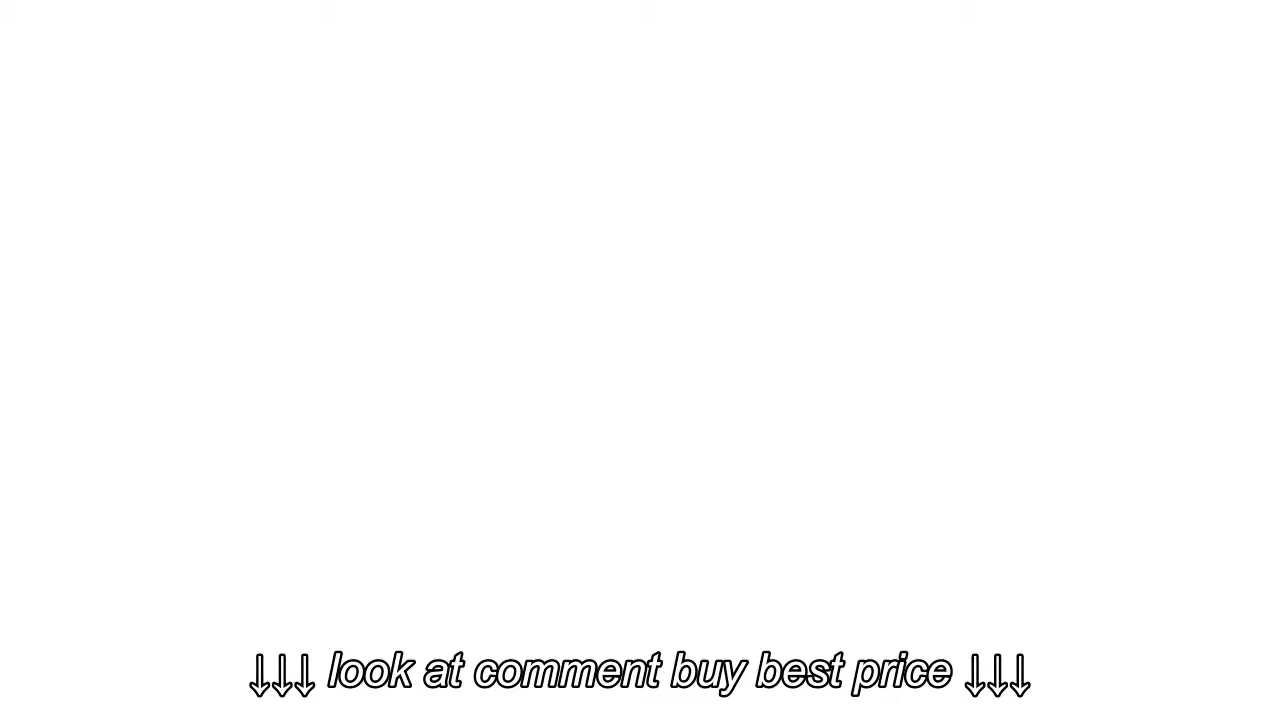 ↓↓↓ look at comment buy best price ↓↓↓